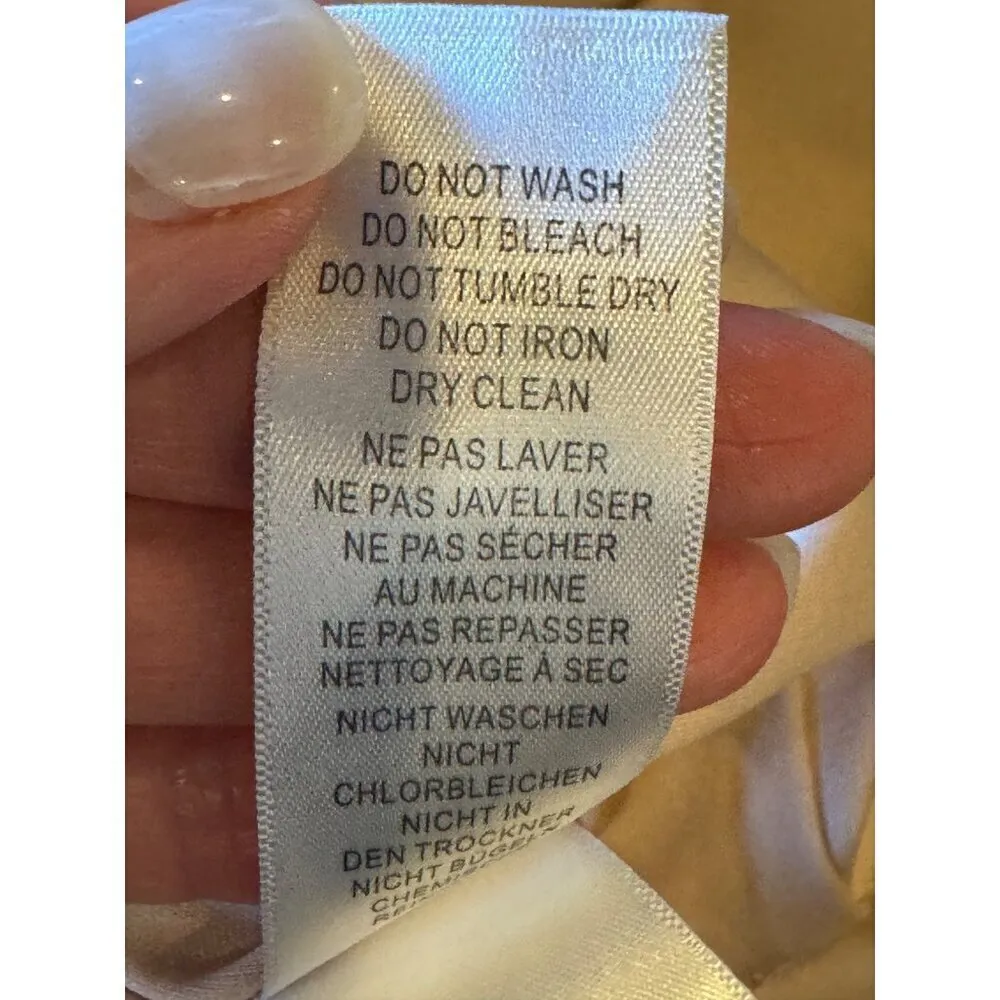 DO NOT WASH
DO NOT BLEACH
DO NOT TUMBLE DRY
DO NOT IRON
DRY CLEAN
NE PAS LAVER
NE PAS JAVELLISER
NE PAS SÉCHER
AU MACHINE
NE PAS REPASSER
NETTOYAGE À SEC
NICHT WASCHEN
NICHT
CHLORBLEICHEN
NICHT IN
DEN TROCKNER
NICHT